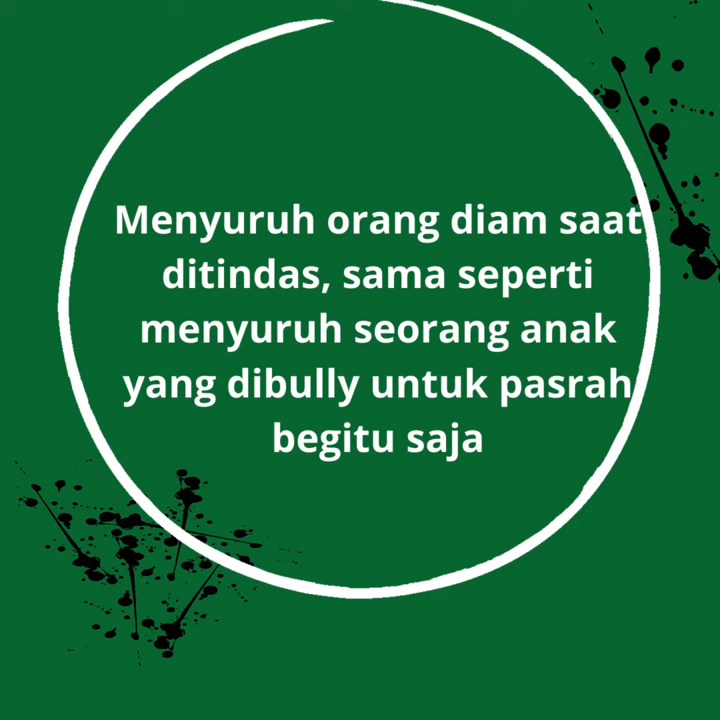 Menyuruh orang diam saat
ditindas, sama seperti
menyuruh seorang anak
yang dibully untuk pasrah
begitu saja